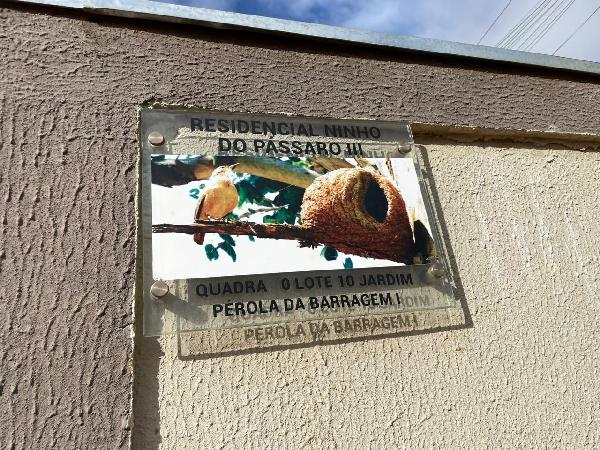 RESIDENCIAL NINHO
DO PÁSSARO III
QUADRA 0 LOTE 10 JARDIM
PÉROLA DA BARRAGEM I